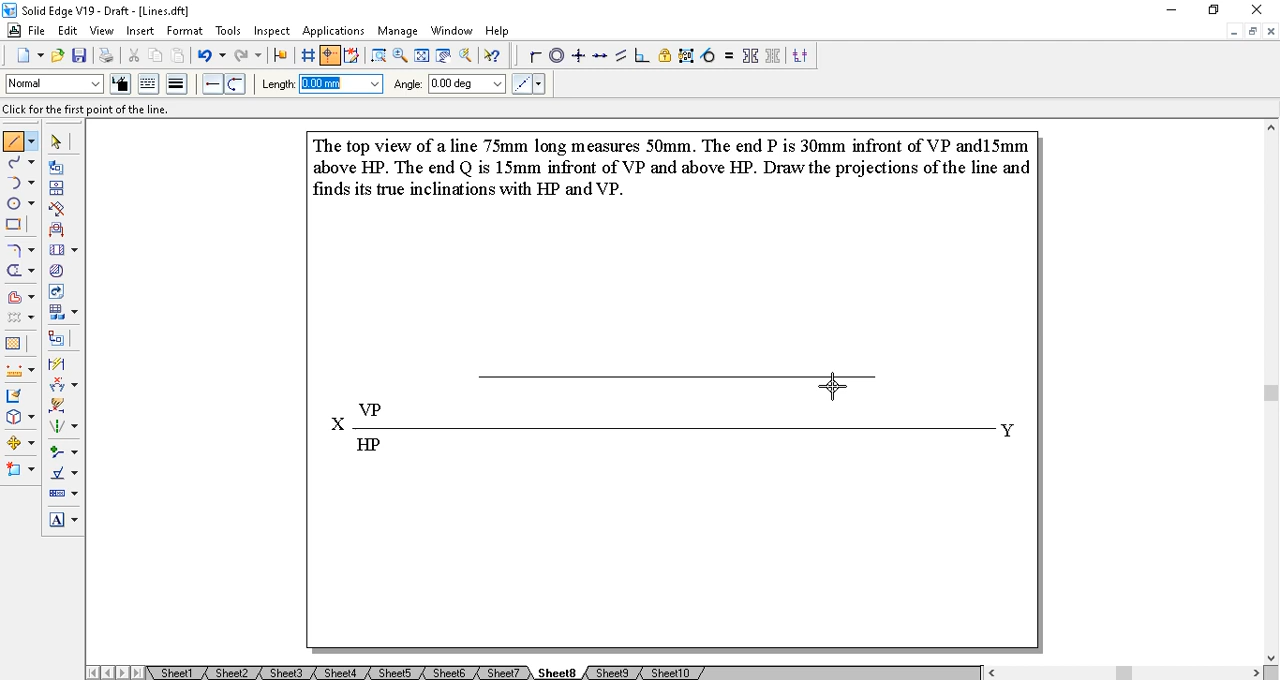 Solid Edge V19 - Draft - [Lines.dft]
File Edit View Insert Format Tools Inspect Applications Manage Window Help
Normal Length: 0.00 mm Angle: 0.00 deg
Click for the first point of the line.
The top view of a line 75mm long measures 50mm. The end P is 30mm infront of VP and15mm
above HP. The end Q is 15mm infront of VP and above HP. Draw the projections of the line and
finds its true inclinations with HP and VP.
VP
X Y
HP
Sheet1 Sheet2 Sheet3 Sheet4 Sheet5 Sheet6 Sheet7 Sheet8 Sheet9 Sheet10